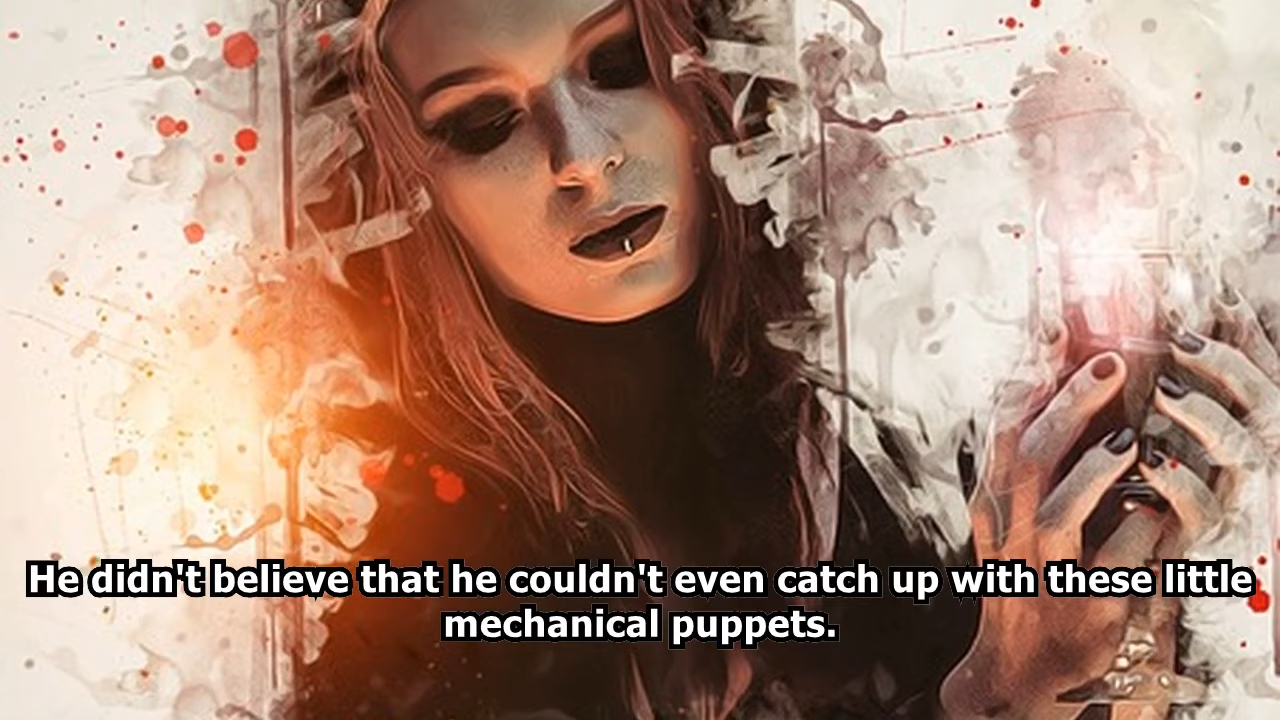 He didn't believe that he couldn't even catch up with these little
mechanical puppets.